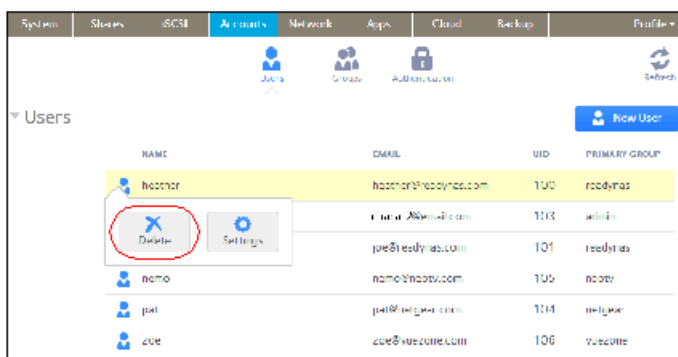 System Shares iSCSI Accounts Network Apps Cloud Backup Profile
Users Groups Authentication Refresh
Users
New User
NAME EMAIL UID PRIMARY GROUP
heather heather@readynas.com 100 readynas
Delete Settings
103 admin
joe@readynas.com 101 readynas
nemo nemo@neotv.com 105 neotv
pat pat@netgear.com 104 netgear
zoe zoe@vuezone.com 106 vuezone